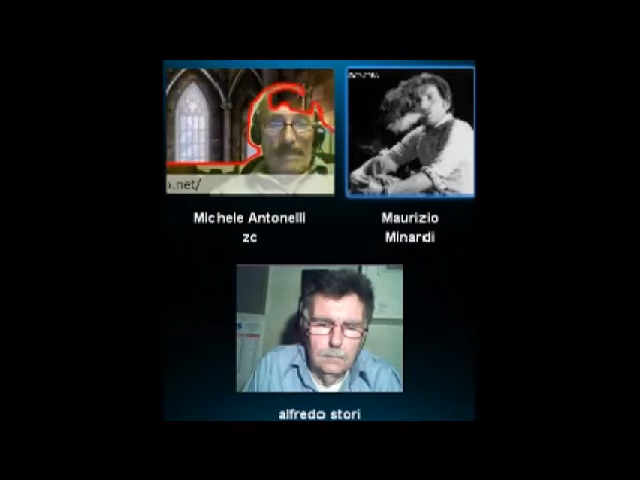 .net/
Michele Antonelli
zc
Maurizio
Minardi
alfredo stori